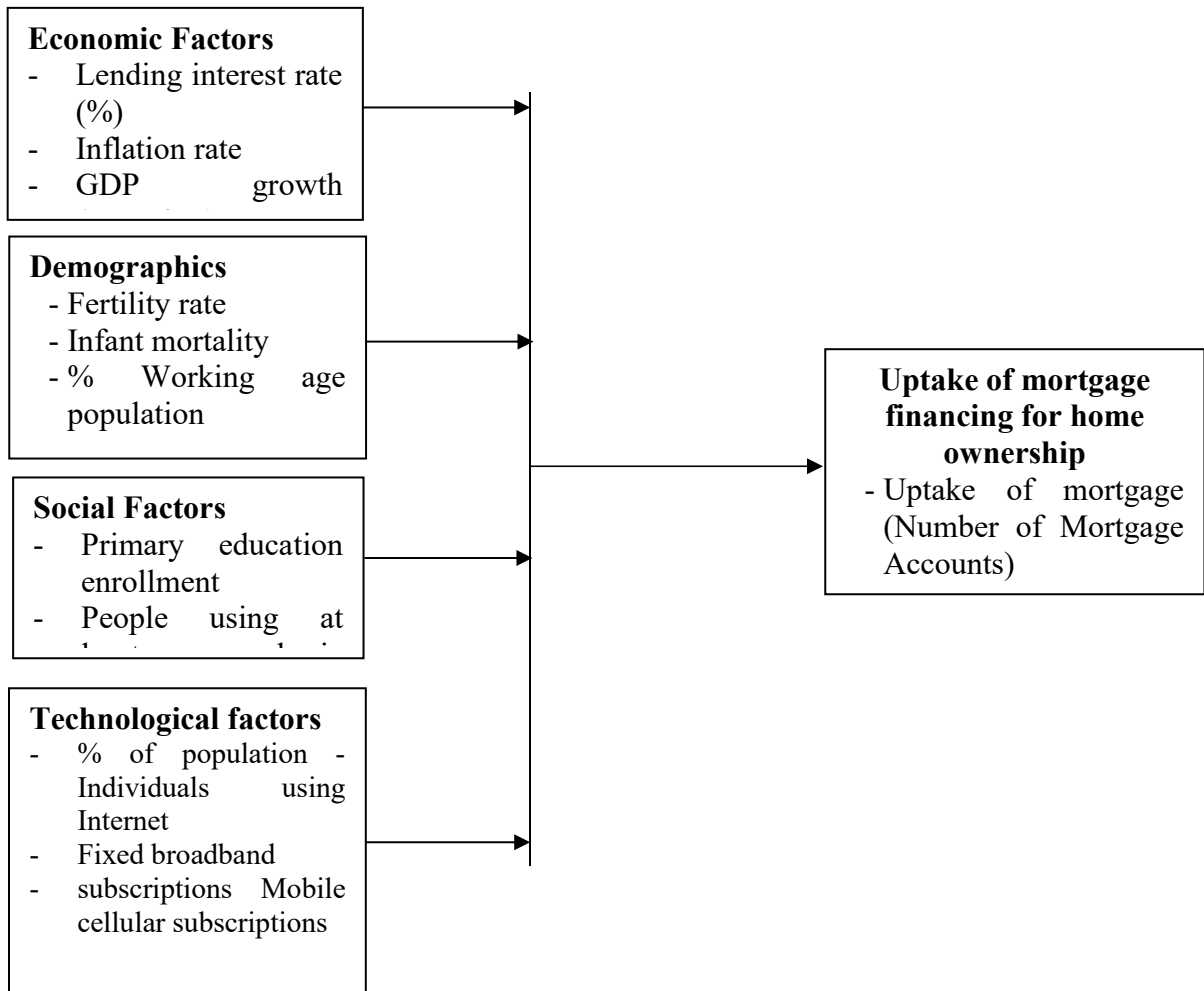 Economic Factors
- Lending interest rate
(%)
- Inflation rate
- GDP growth
Demographics
- Fertility rate
- Infant mortality
- % Working age
population
Social Factors
- Primary education
enrollment
- People using at
Technological factors
- % of population -
Individuals using
Internet
- Fixed broadband
- subscriptions Mobile
cellular subscriptions
Uptake of mortgage
financing for home
ownership
- Uptake of mortgage
(Number of Mortgage
Accounts)